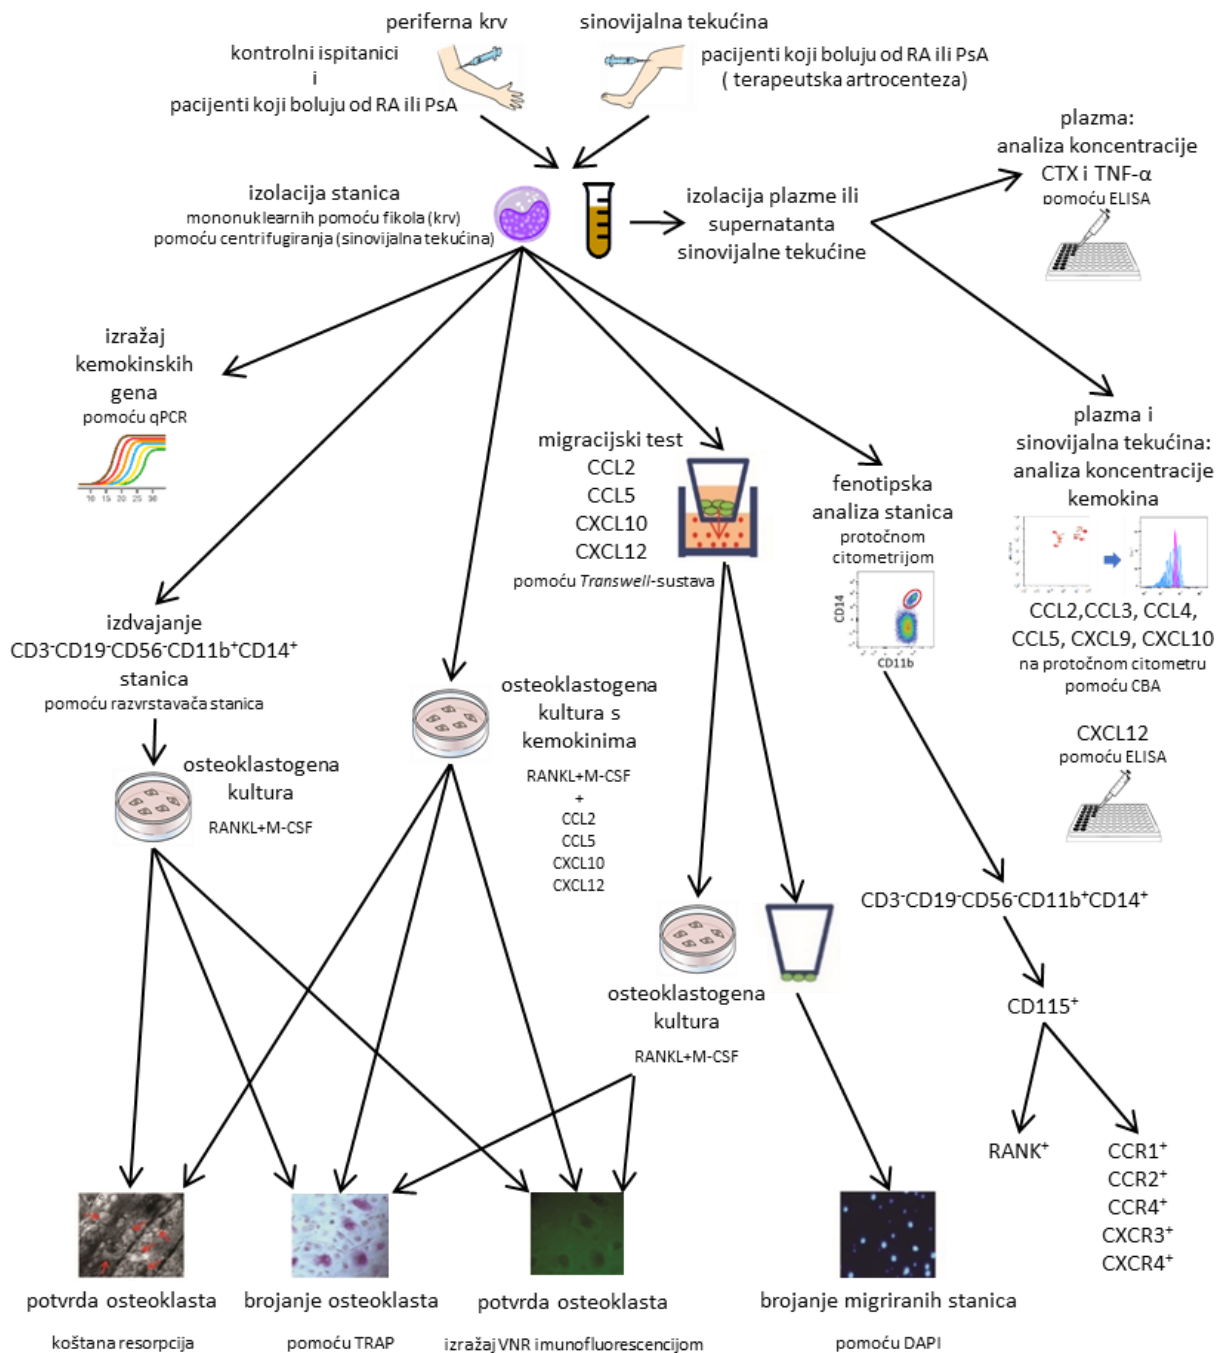 periferna krv
sinovijalna tekućina
kontrolni ispitanici
i
pacijenti koji boluju od RA ili PsA
pacijenti koji boluju od RA ili PsA
( terapeutska artrocenteza)
plazma:
analiza koncentracije
CTX i TNF-α
pomoću ELISA
izolacija stanica
mononuklearnih pomoću fikola (krv)
pomoću centrifugiranja (sinovijalna tekućina)
izolacija plazme ili
supernatanta
sinovijalne tekućine
izražaj
kemokinskih
gena
pomoću qPCR
10 15 20 25 30
migracijski test
CCL2
CCL5
CXCL10
CXCL12
pomoću Transwell-sustava
fenotipska
analiza stanica
protočnom
citometrijom
CD14
CD11b
plazma i
sinovijalna tekućina:
analiza koncentracije
kemokina
CCL2,CCL3, CCL4,
CCL5, CXCL9, CXCL10
na protočnom citometru
pomoću CBA
CXCL12
pomoću ELISA
izdvajanje
CD3⁻CD19⁻CD56⁻CD11b⁺CD14⁺
stanica
pomoću razvrstavača stanica
osteoklastogena
kultura
RANKL+M-CSF
osteoklastogena
kultura s
kemokinima
RANKL+M-CSF
+
CCL2
CCL5
CXCL10
CXCL12
osteoklastogena
kultura
RANKL+M-CSF
CD3⁻CD19⁻CD56⁻CD11b⁺CD14⁺
CD115⁺
RANK⁺
CCR1⁺
CCR2⁺
CCR4⁺
CXCR3⁺
CXCR4⁺
potvrda osteoklasta
koštana resorpcija
brojanje osteoklasta
pomoću TRAP
potvrda osteoklasta
izražaj VNR imunofluorescencijom
brojanje migriranih stanica
pomoću DAPI